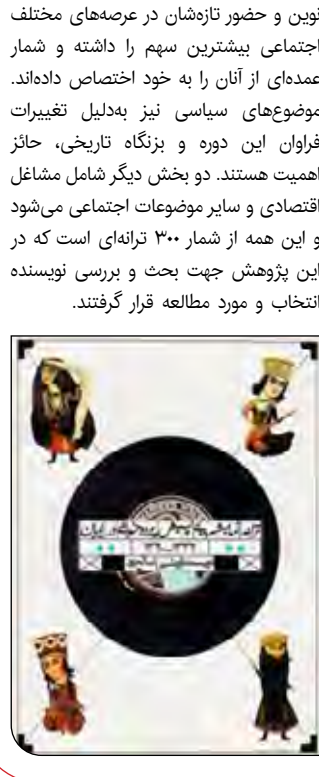 نوین و حضور تازه‌شان در عرصه‌های مختلف
اجتماعی بیشترین سهم را داشته و شمار
عمده‌ای از آنان را به خود اختصاص داده‌اند.
موضوع‌های سیاسی نیز به‌دلیل تغییرات
فراوان این دوره و بزنگاه تاریخی، حائز
اهمیت هستند. دو بخش دیگر شامل مشاغل
اقتصادی و سایر موضوعات اجتماعی می‌شود
و این همه از شمار ۳۰۰ ترانه‌ای است که در
این پژوهش جهت بحث و بررسی نویسنده
انتخاب و مورد مطالعه قرار گرفتند.